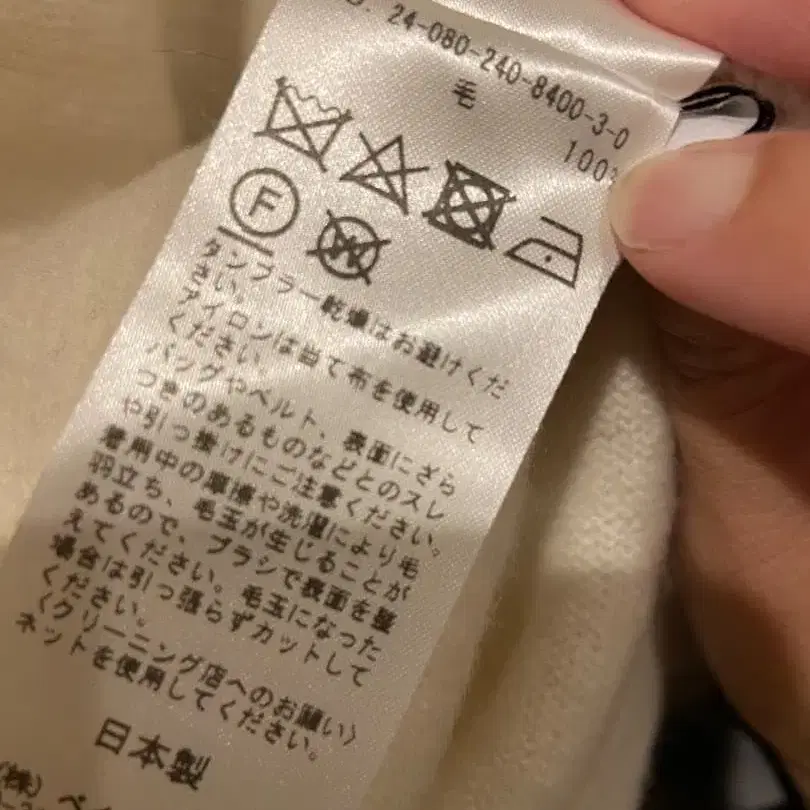 . 24-080-240-8400-3-0
毛
100%
F
W
タンブラー乾燥はお避けくだ
さい。
アイロンは当て布を使用して
ください。
バッグやベルト、表面にざら
つきのあるものなどとのスレ
や引っ掛けにご注意ください。
着用中の摩擦や洗濯により毛
羽立ち、毛玉が生じることが
あるので、ブラシで表面を整
えてください。毛玉になった
場合は引っ張らずカットして
ください。
〈クリーニング店へのお願い〉
ネットを使用してください。
日本製
(株) ベイ